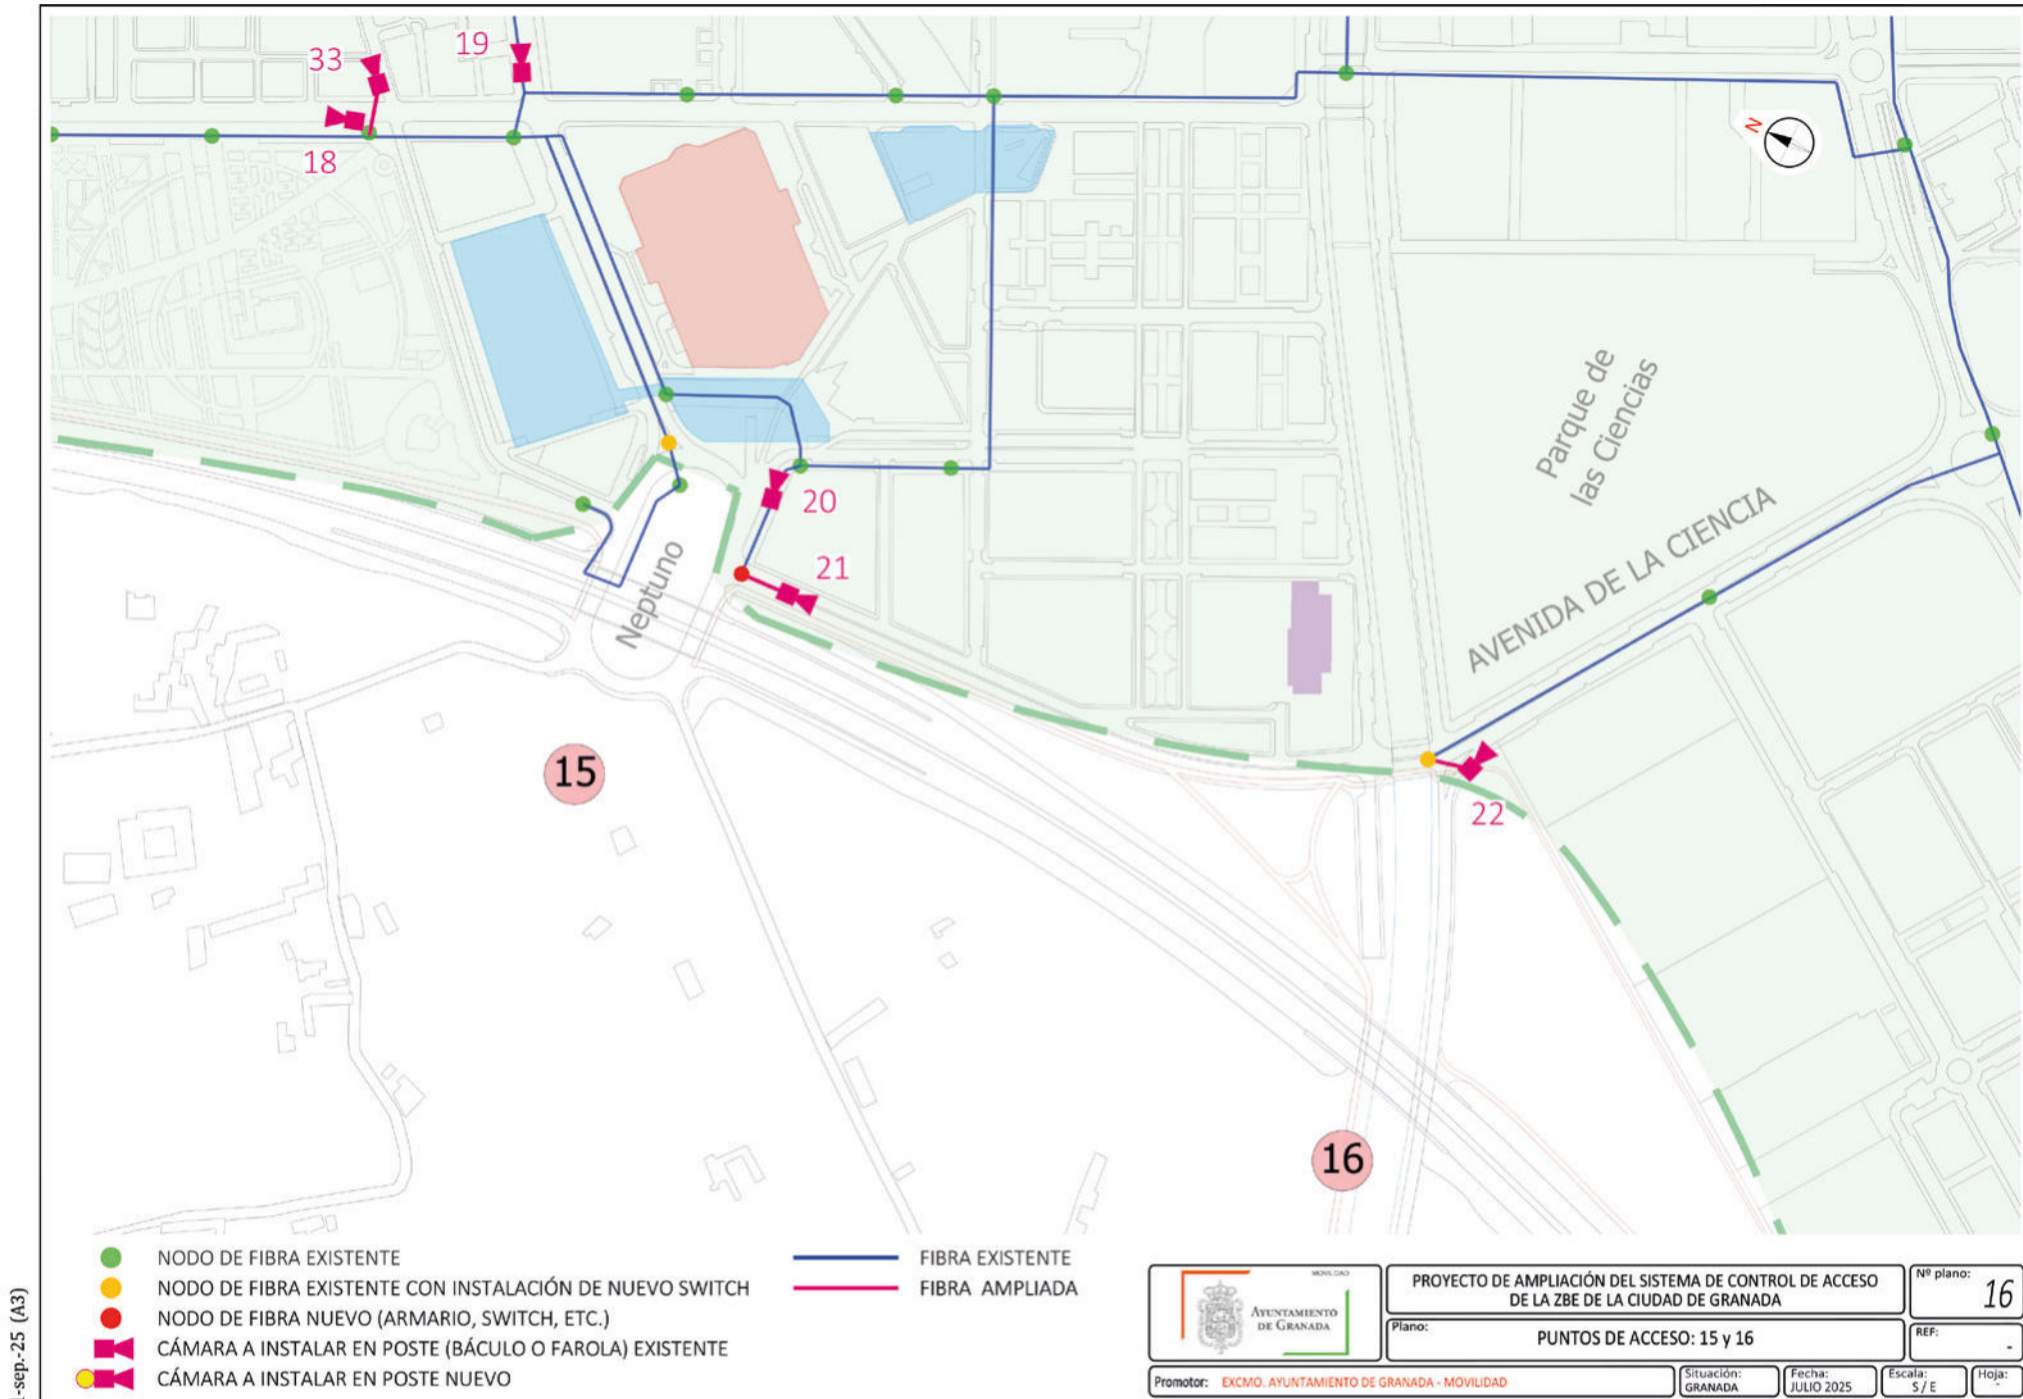 33
19
18
N
20
21
Neptuno
Parque de
las Ciencias
AVENIDA DE LA CIENCIA
22
15
16
NODO DE FIBRA EXISTENTE
NODO DE FIBRA EXISTENTE CON INSTALACIÓN DE NUEVO SWITCH
NODO DE FIBRA NUEVO (ARMARIO, SWITCH, ETC.)
CÁMARA A INSTALAR EN POSTE (BÁCULO O FAROLA) EXISTENTE
CÁMARA A INSTALAR EN POSTE NUEVO
FIBRA EXISTENTE
FIBRA AMPLIADA
MOVILIDAD
AYUNTAMIENTO
DE GRANADA
PROYECTO DE AMPLIACIÓN DEL SISTEMA DE CONTROL DE ACCESO
DE LA ZBE DE LA CIUDAD DE GRANADA
Nº plano:
16
Plano:
PUNTOS DE ACCESO: 15 y 16
REF:
-
Promotor: EXCMO. AYUNTAMIENTO DE GRANADA - MOVILIDAD
Situación:
GRANADA
Fecha:
JULIO 2025
Escala:
S / E
Hoja:
-
-sep.-25 (A3)